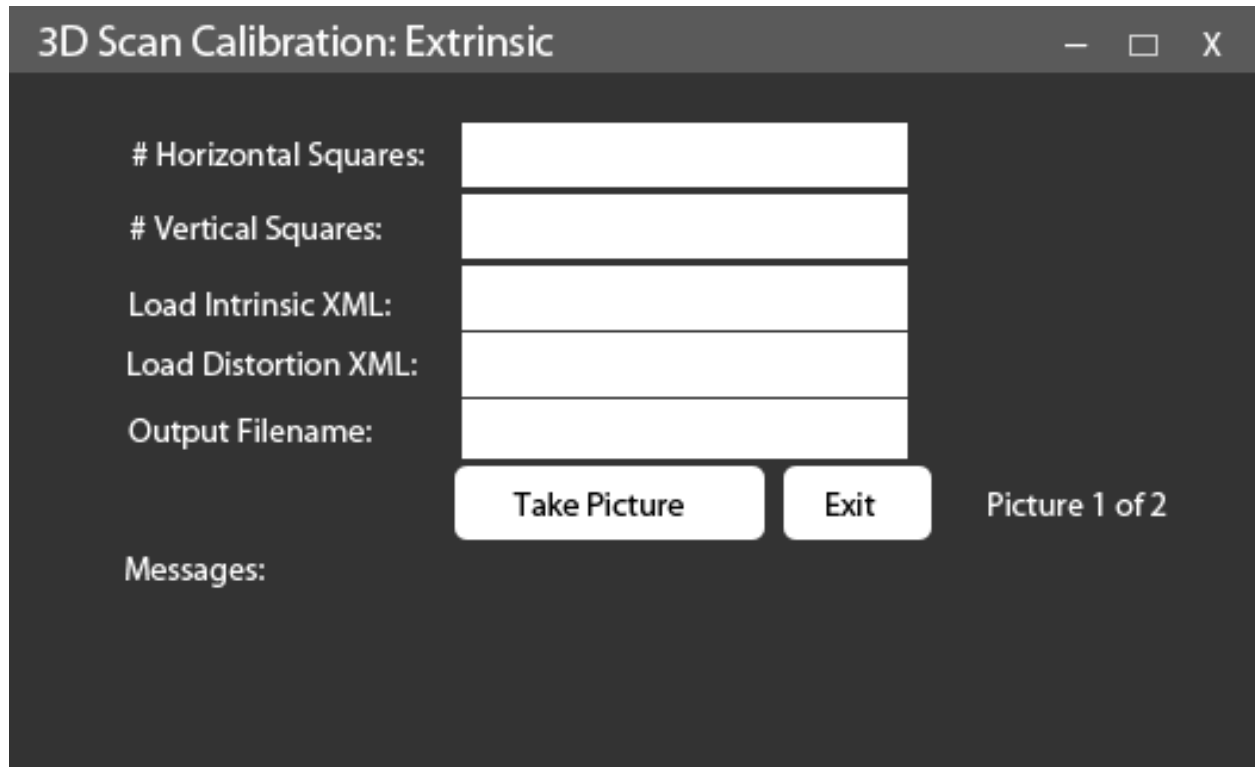 3D Scan Calibration: Extrinsic – □ X
# Horizontal Squares:
# Vertical Squares:
Load Intrinsic XML:
Load Distortion XML:
Output Filename:
Take Picture Exit Picture 1 of 2
Messages: